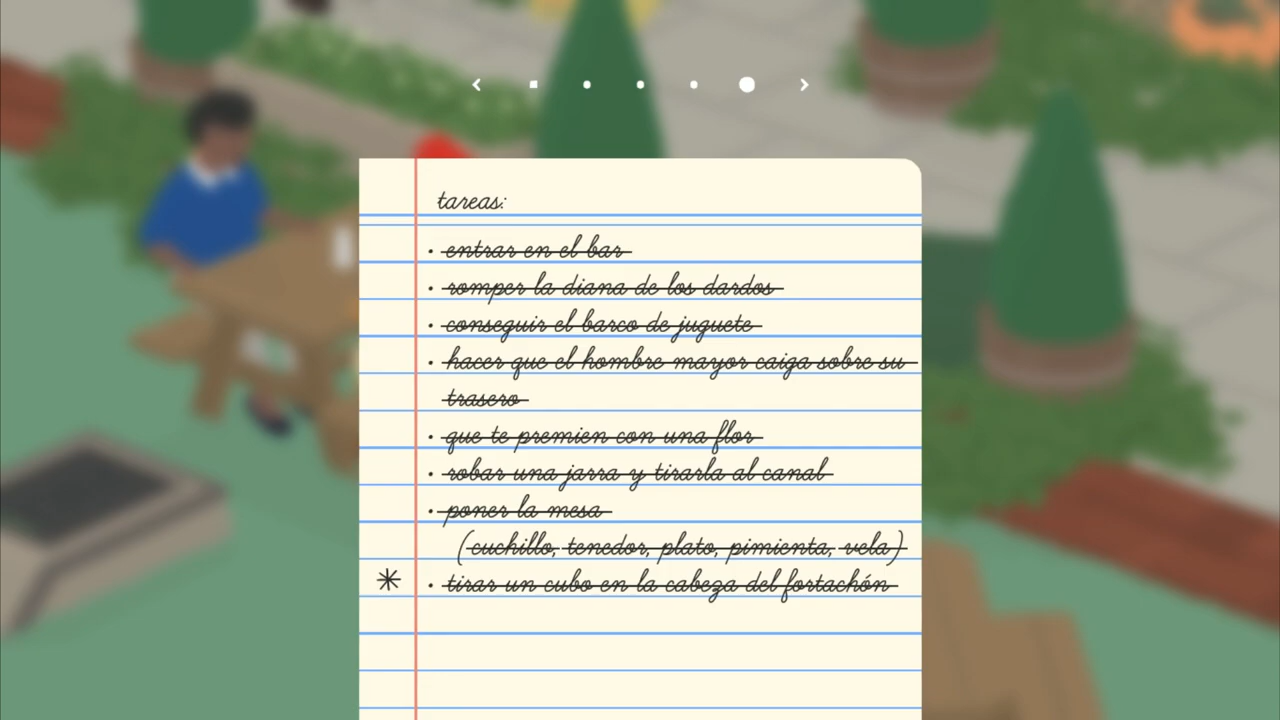 tareas:
• entrar en el bar
• romper la diana de los dardos
• conseguir el barco de juguete
• hacer que el hombre mayor caiga sobre su
trasero
• que te premien con una flor
• robar una jarra y tirarla al canal
• poner la mesa
(cuchillo, tenedor, plato, pimienta, vela)
• tirar un cubo en la cabeza del fortachón